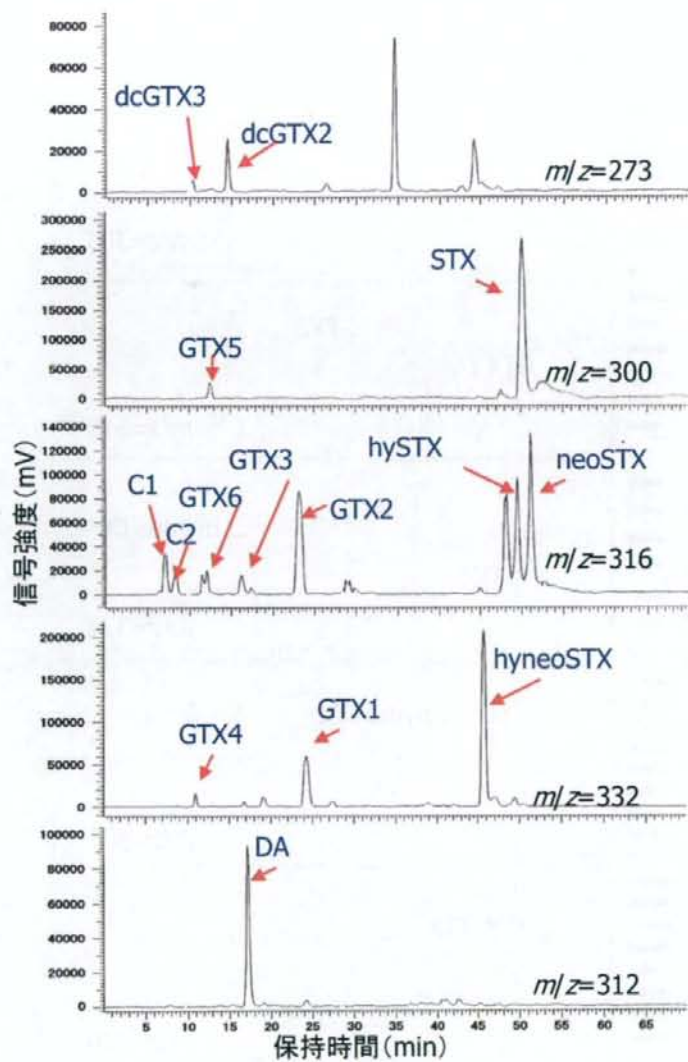 80000
60000
40000
20000
0
dcGTX3
dcGTX2
m/z=273
300000
250000
200000
150000
100000
50000
0
GTX5
STX
m/z=300
140000
120000
100000
80000
60000
40000
20000
0
C1
C2
GTX6
GTX3
GTX2
hySTX
neoSTX
m/z=316
200000
150000
100000
50000
0
GTX4
GTX1
hyneoSTX
m/z=332
100000
80000
60000
40000
20000
0
DA
m/z=312
5 10 15 20 25 30 35 40 45 50 55 60 65
信号強度(mV)
保持時間(min)